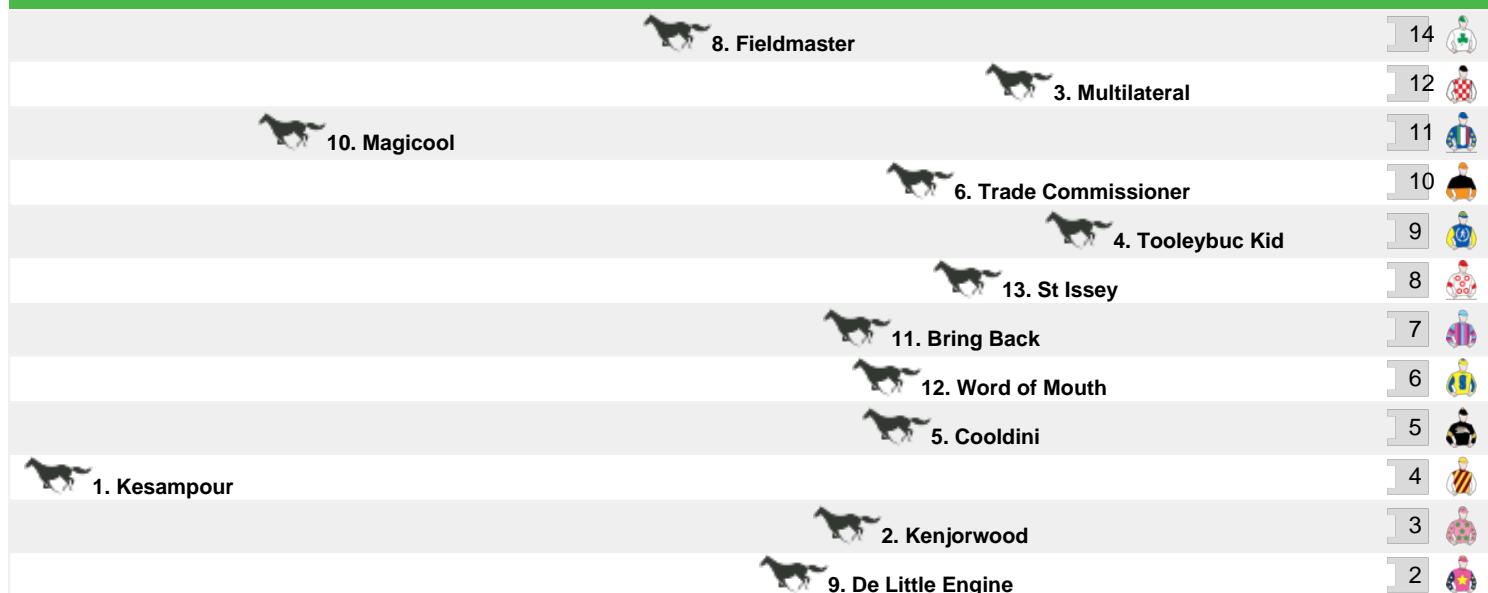 8. Fieldmaster 14
3. Multilateral 12
10. Magicool 11
6. Trade Commissioner 10
4. Tooleybuc Kid 9
13. St Issey 8
11. Bring Back 7
12. Word of Mouth 6
5. Cooldini 5
1. Kesampour 4
2. Kenjorwood 3
9. De Little Engine 2